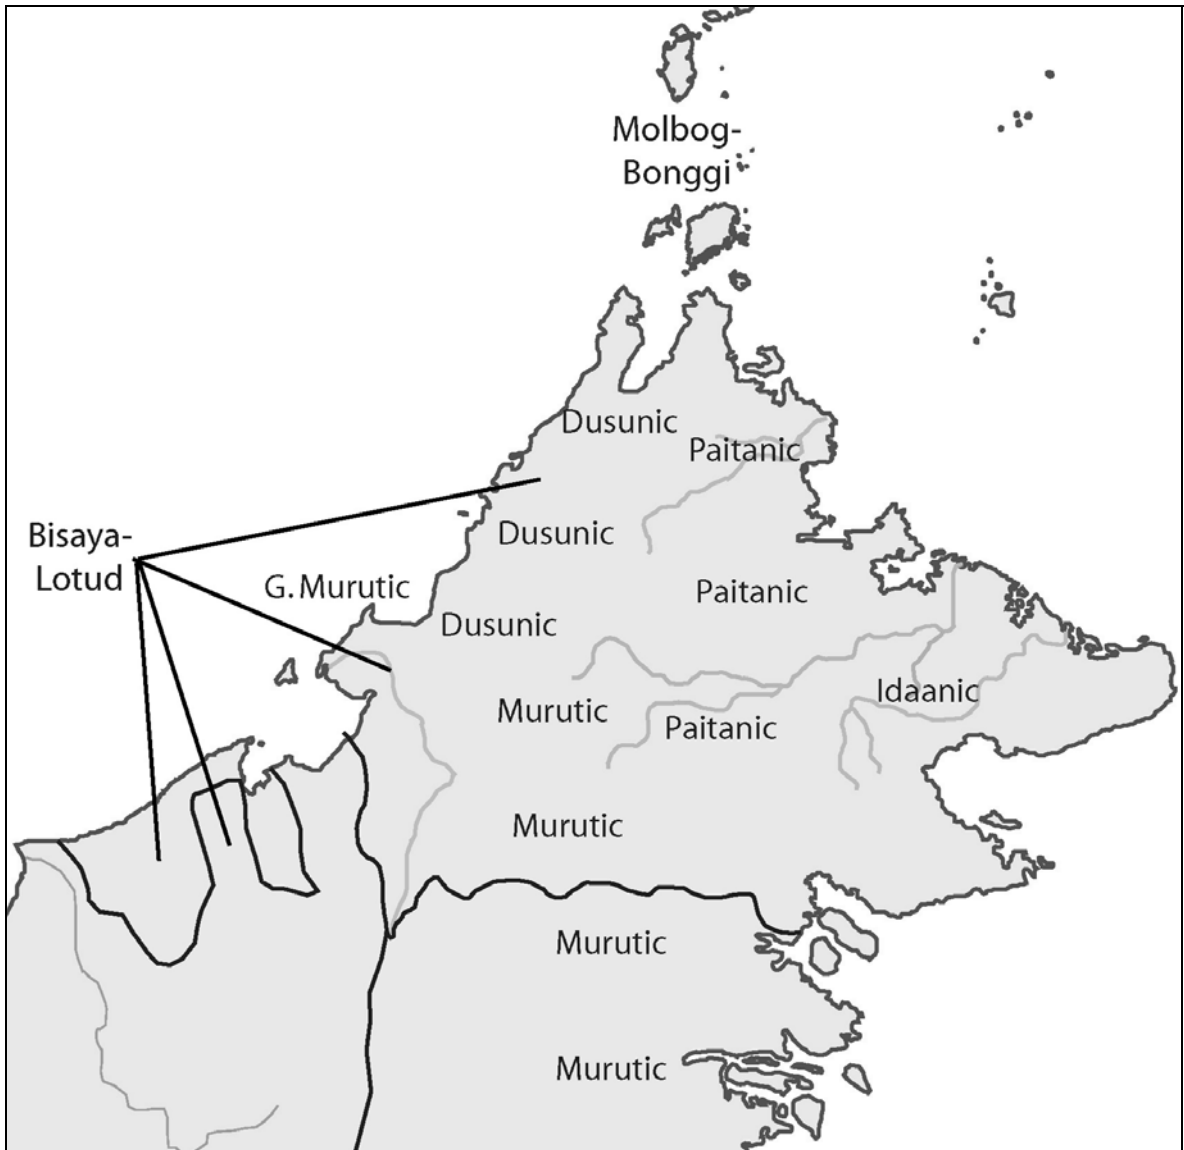 Molbog-
Bonggi
Dusunic
Paitanic
Bisaya-
Lotud
Dusunic
G. Murutic
Paitanic
Dusunic
Idaanic
Murutic
Paitanic
Murutic
Murutic
Murutic